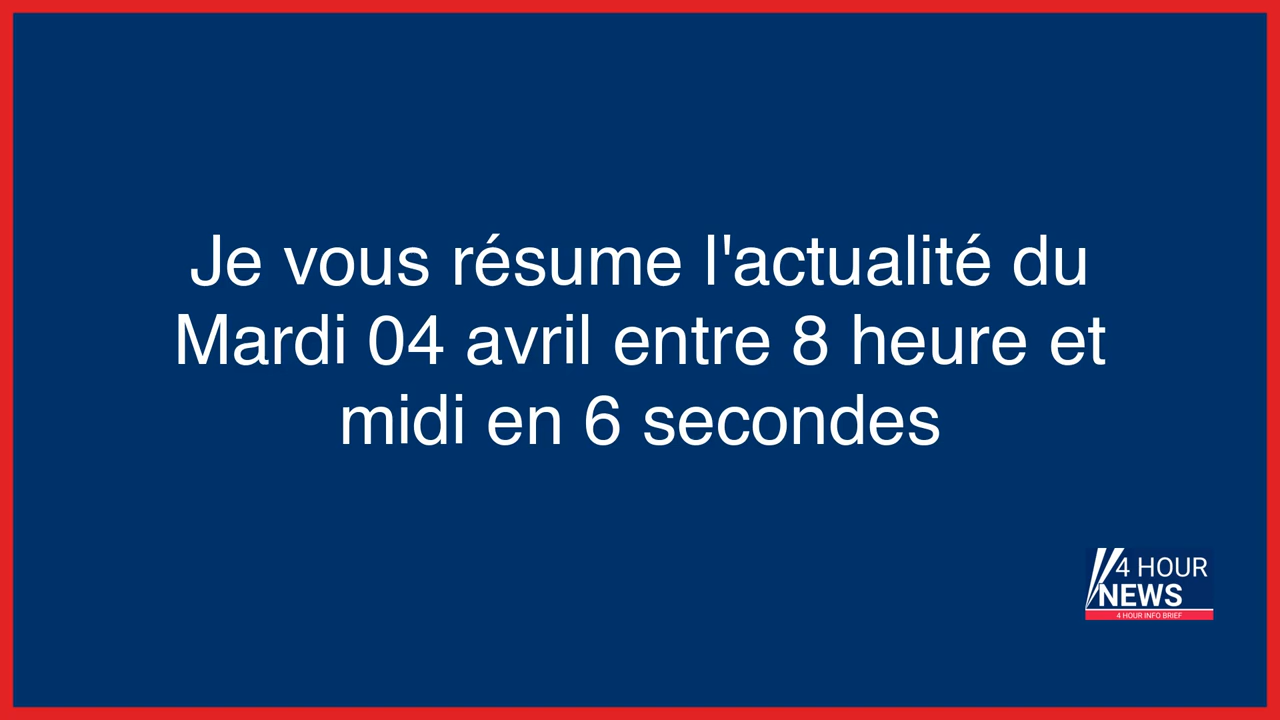 Je vous résume l'actualité du
Mardi 04 avril entre 8 heure et
midi en 6 secondes
4 HOUR
NEWS
4 HOUR INFO BRIEF